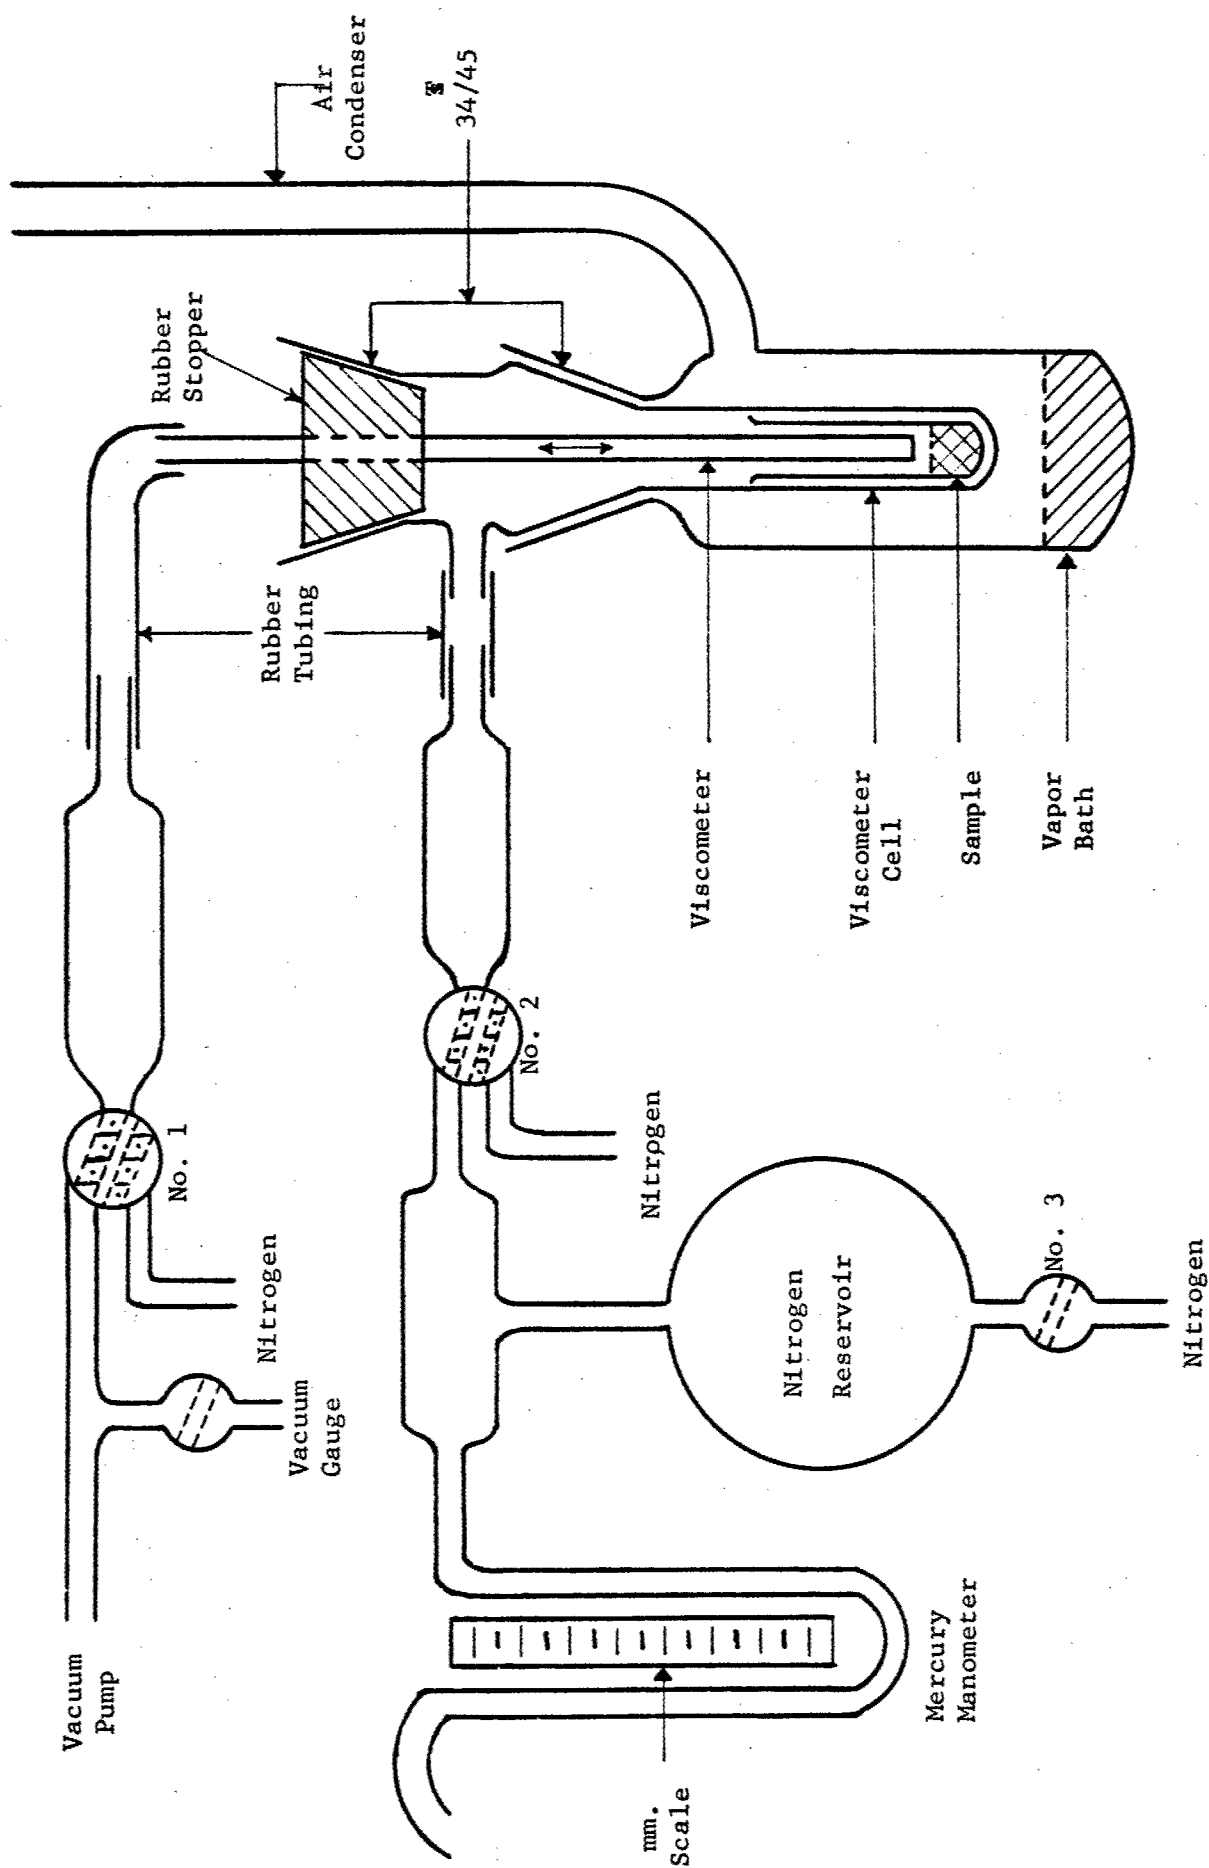 Air
Condenser
34/45
Rubber
Stopper
Rubber
Tubing
Viscometer
Viscometer
Cell
Sample
Vapor
Bath
No. 1
No. 2
Nitrogen
Nitrogen
Vacuum
Gauge
Nitrogen
Reservoir
No. 3
Nitrogen
Vacuum
Pump
Mercury
Manometer
mm.
Scale